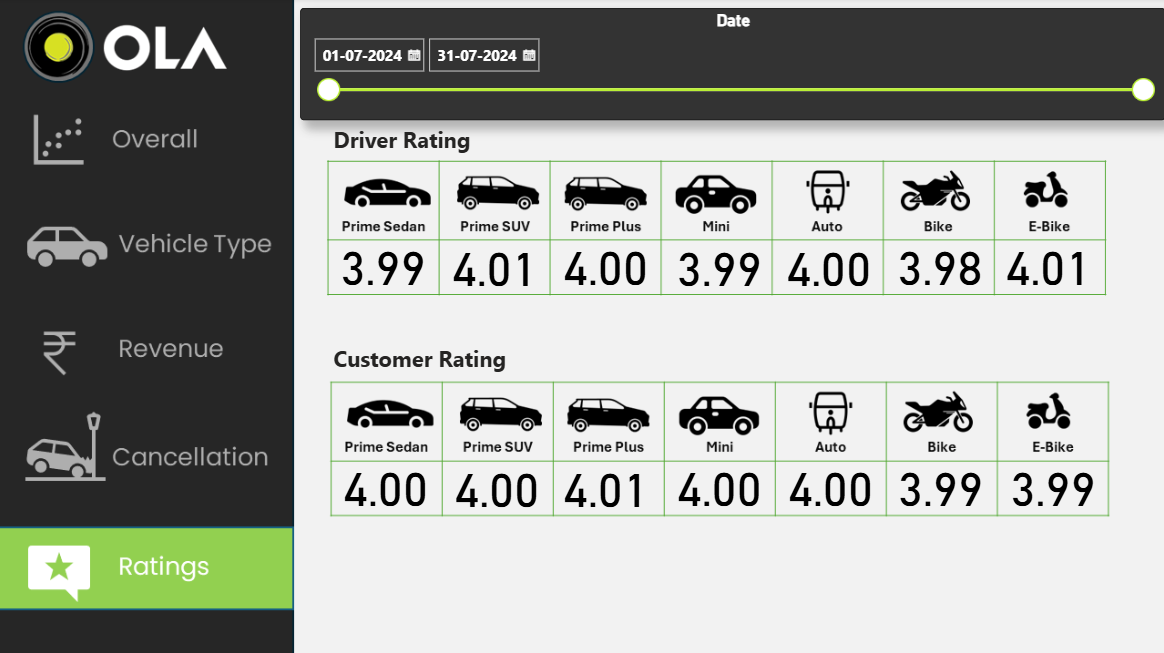 OLA
Overall
Vehicle Type
Revenue
Cancellation
Ratings
Date
01-07-2024 31-07-2024
Driver Rating
Prime Sedan Prime SUV Prime Plus Mini Auto Bike E-Bike
3.99 4.01 4.00 3.99 4.00 3.98 4.01
Customer Rating
Prime Sedan Prime SUV Prime Plus Mini Auto Bike E-Bike
4.00 4.00 4.01 4.00 4.00 3.99 3.99